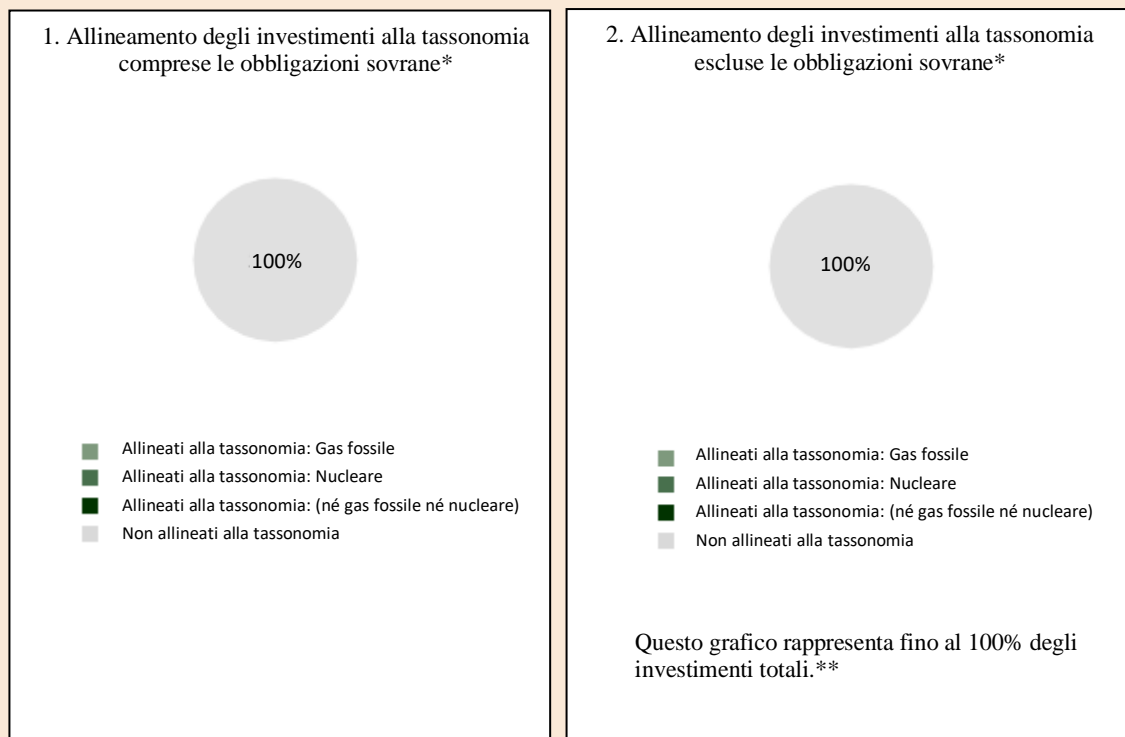 1. Allineamento degli investimenti alla tassonomia
comprese le obbligazioni sovrane*
100%
Allineati alla tassonomia: Gas fossile
Allineati alla tassonomia: Nucleare
Allineati alla tassonomia: (né gas fossile né nucleare)
Non allineati alla tassonomia
2. Allineamento degli investimenti alla tassonomia
escluse le obbligazioni sovrane*
100%
Allineati alla tassonomia: Gas fossile
Allineati alla tassonomia: Nucleare
Allineati alla tassonomia: (né gas fossile né nucleare)
Non allineati alla tassonomia
Questo grafico rappresenta fino al 100% degli
investimenti totali.**